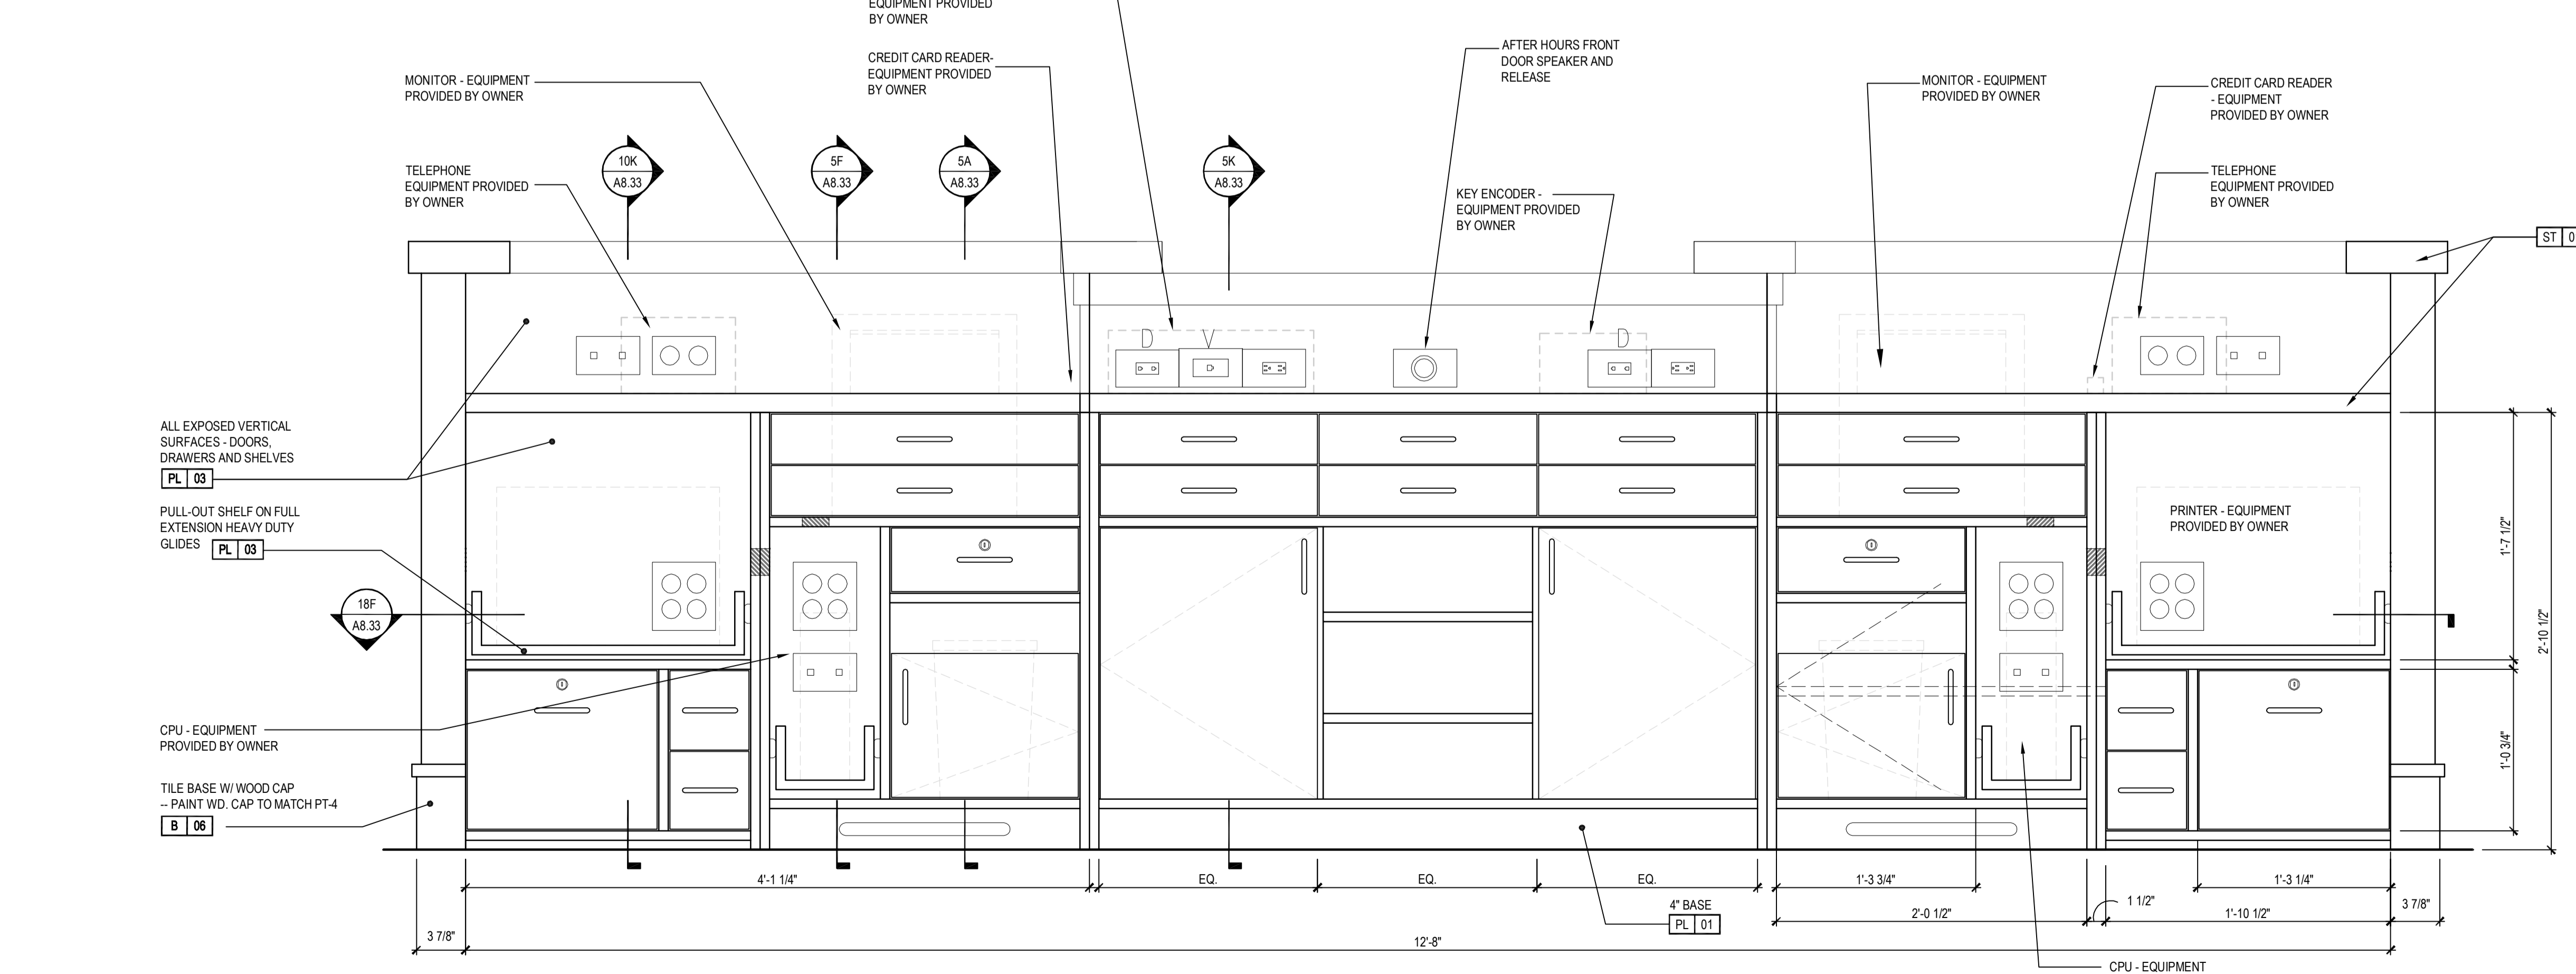 EQUIPMENT PROVIDED
BY OWNER
CREDIT CARD READER-
EQUIPMENT PROVIDED
BY OWNER
MONITOR - EQUIPMENT
PROVIDED BY OWNER
TELEPHONE
EQUIPMENT PROVIDED
BY OWNER
AFTER HOURS FRONT
DOOR SPEAKER AND
RELEASE
KEY ENCODER -
EQUIPMENT PROVIDED
BY OWNER
MONITOR - EQUIPMENT
PROVIDED BY OWNER
CREDIT CARD READER
- EQUIPMENT
PROVIDED BY OWNER
TELEPHONE
EQUIPMENT PROVIDED
BY OWNER
10K
A8.33
5F
A8.33
5A
A8.33
5K
A8.33
ST 0
D
V
D
ALL EXPOSED VERTICAL
SURFACES - DOORS,
DRAWERS AND SHELVES
PL 03
PULL-OUT SHELF ON FULL
EXTENSION HEAVY DUTY
GLIDES PL 03
18F
A8.33
PRINTER - EQUIPMENT
PROVIDED BY OWNER
1'-7 1/2"
2'-10 1/2"
1'-0 3/4"
CPU - EQUIPMENT
PROVIDED BY OWNER
TILE BASE W/ WOOD CAP
-- PAINT WD. CAP TO MATCH PT-4
B 06
4'-1 1/4"
EQ.
EQ.
EQ.
1'-3 3/4"
1'-3 1/4"
4" BASE
PL 01
2'-0 1/2"
1 1/2"
1'-10 1/2"
3 7/8"
3 7/8"
12'-8"
CPU - EQUIPMENT